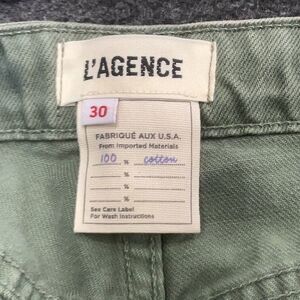 L'AGENCE
30
FABRIQUÉ AUX U.S.A.
From Imported Materials
100 % cotton
%
%
%
See Care Label
For Wash Instructions